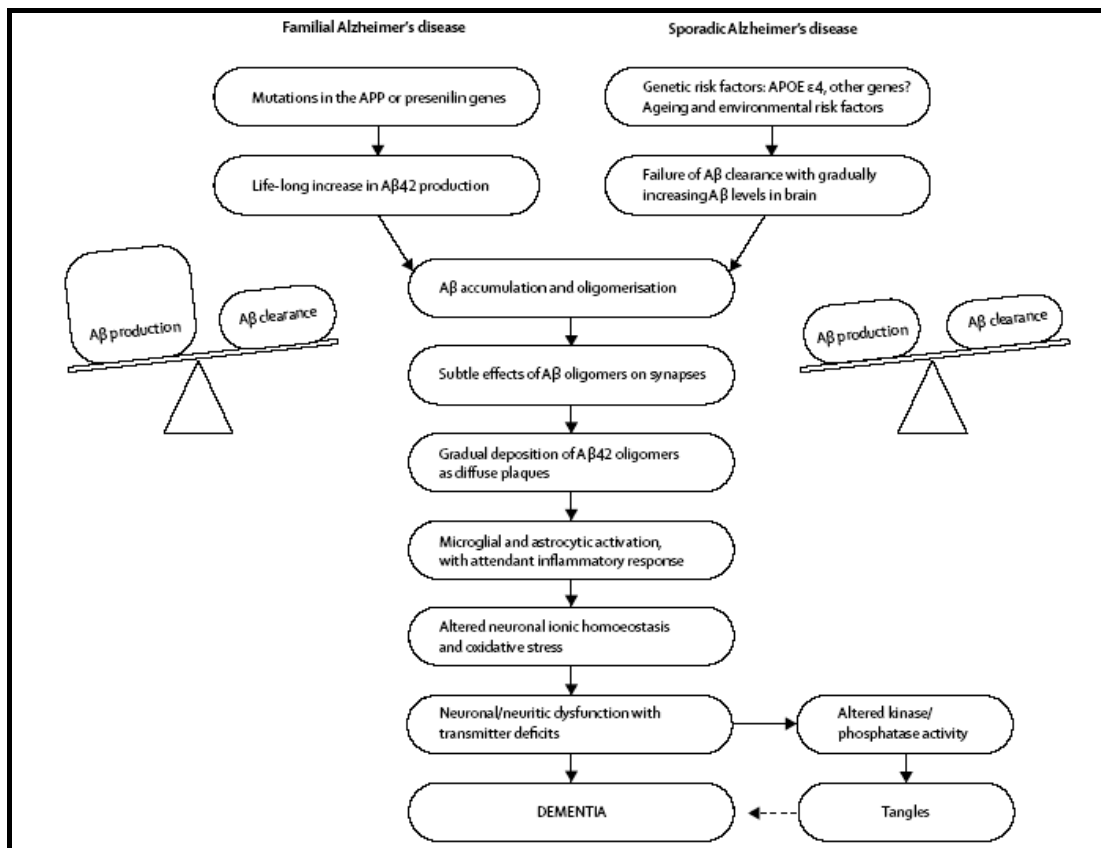 Familial Alzheimer's disease
Sporadic Alzheimer's disease
Mutations in the APP or presenilin genes
Genetic risk factors: APOE ε4, other genes?
Ageing and environmental risk factors
Life-long increase in Aβ42 production
Failure of Aβ clearance with gradually
increasing Aβ levels in brain
Aβ accumulation and oligomerisation
Aβ production
Aβ clearance
Aβ production
Aβ clearance
Subtle effects of Aβ oligomers on synapses
Gradual deposition of Aβ42 oligomers
as diffuse plaques
Microglial and astrocytic activation,
with attendant inflammatory response
Altered neuronal ionic homoeostasis
and oxidative stress
Neuronal/neuritic dysfunction with
transmitter deficits
Altered kinase/
phosphatase activity
DEMENTIA
Tangles